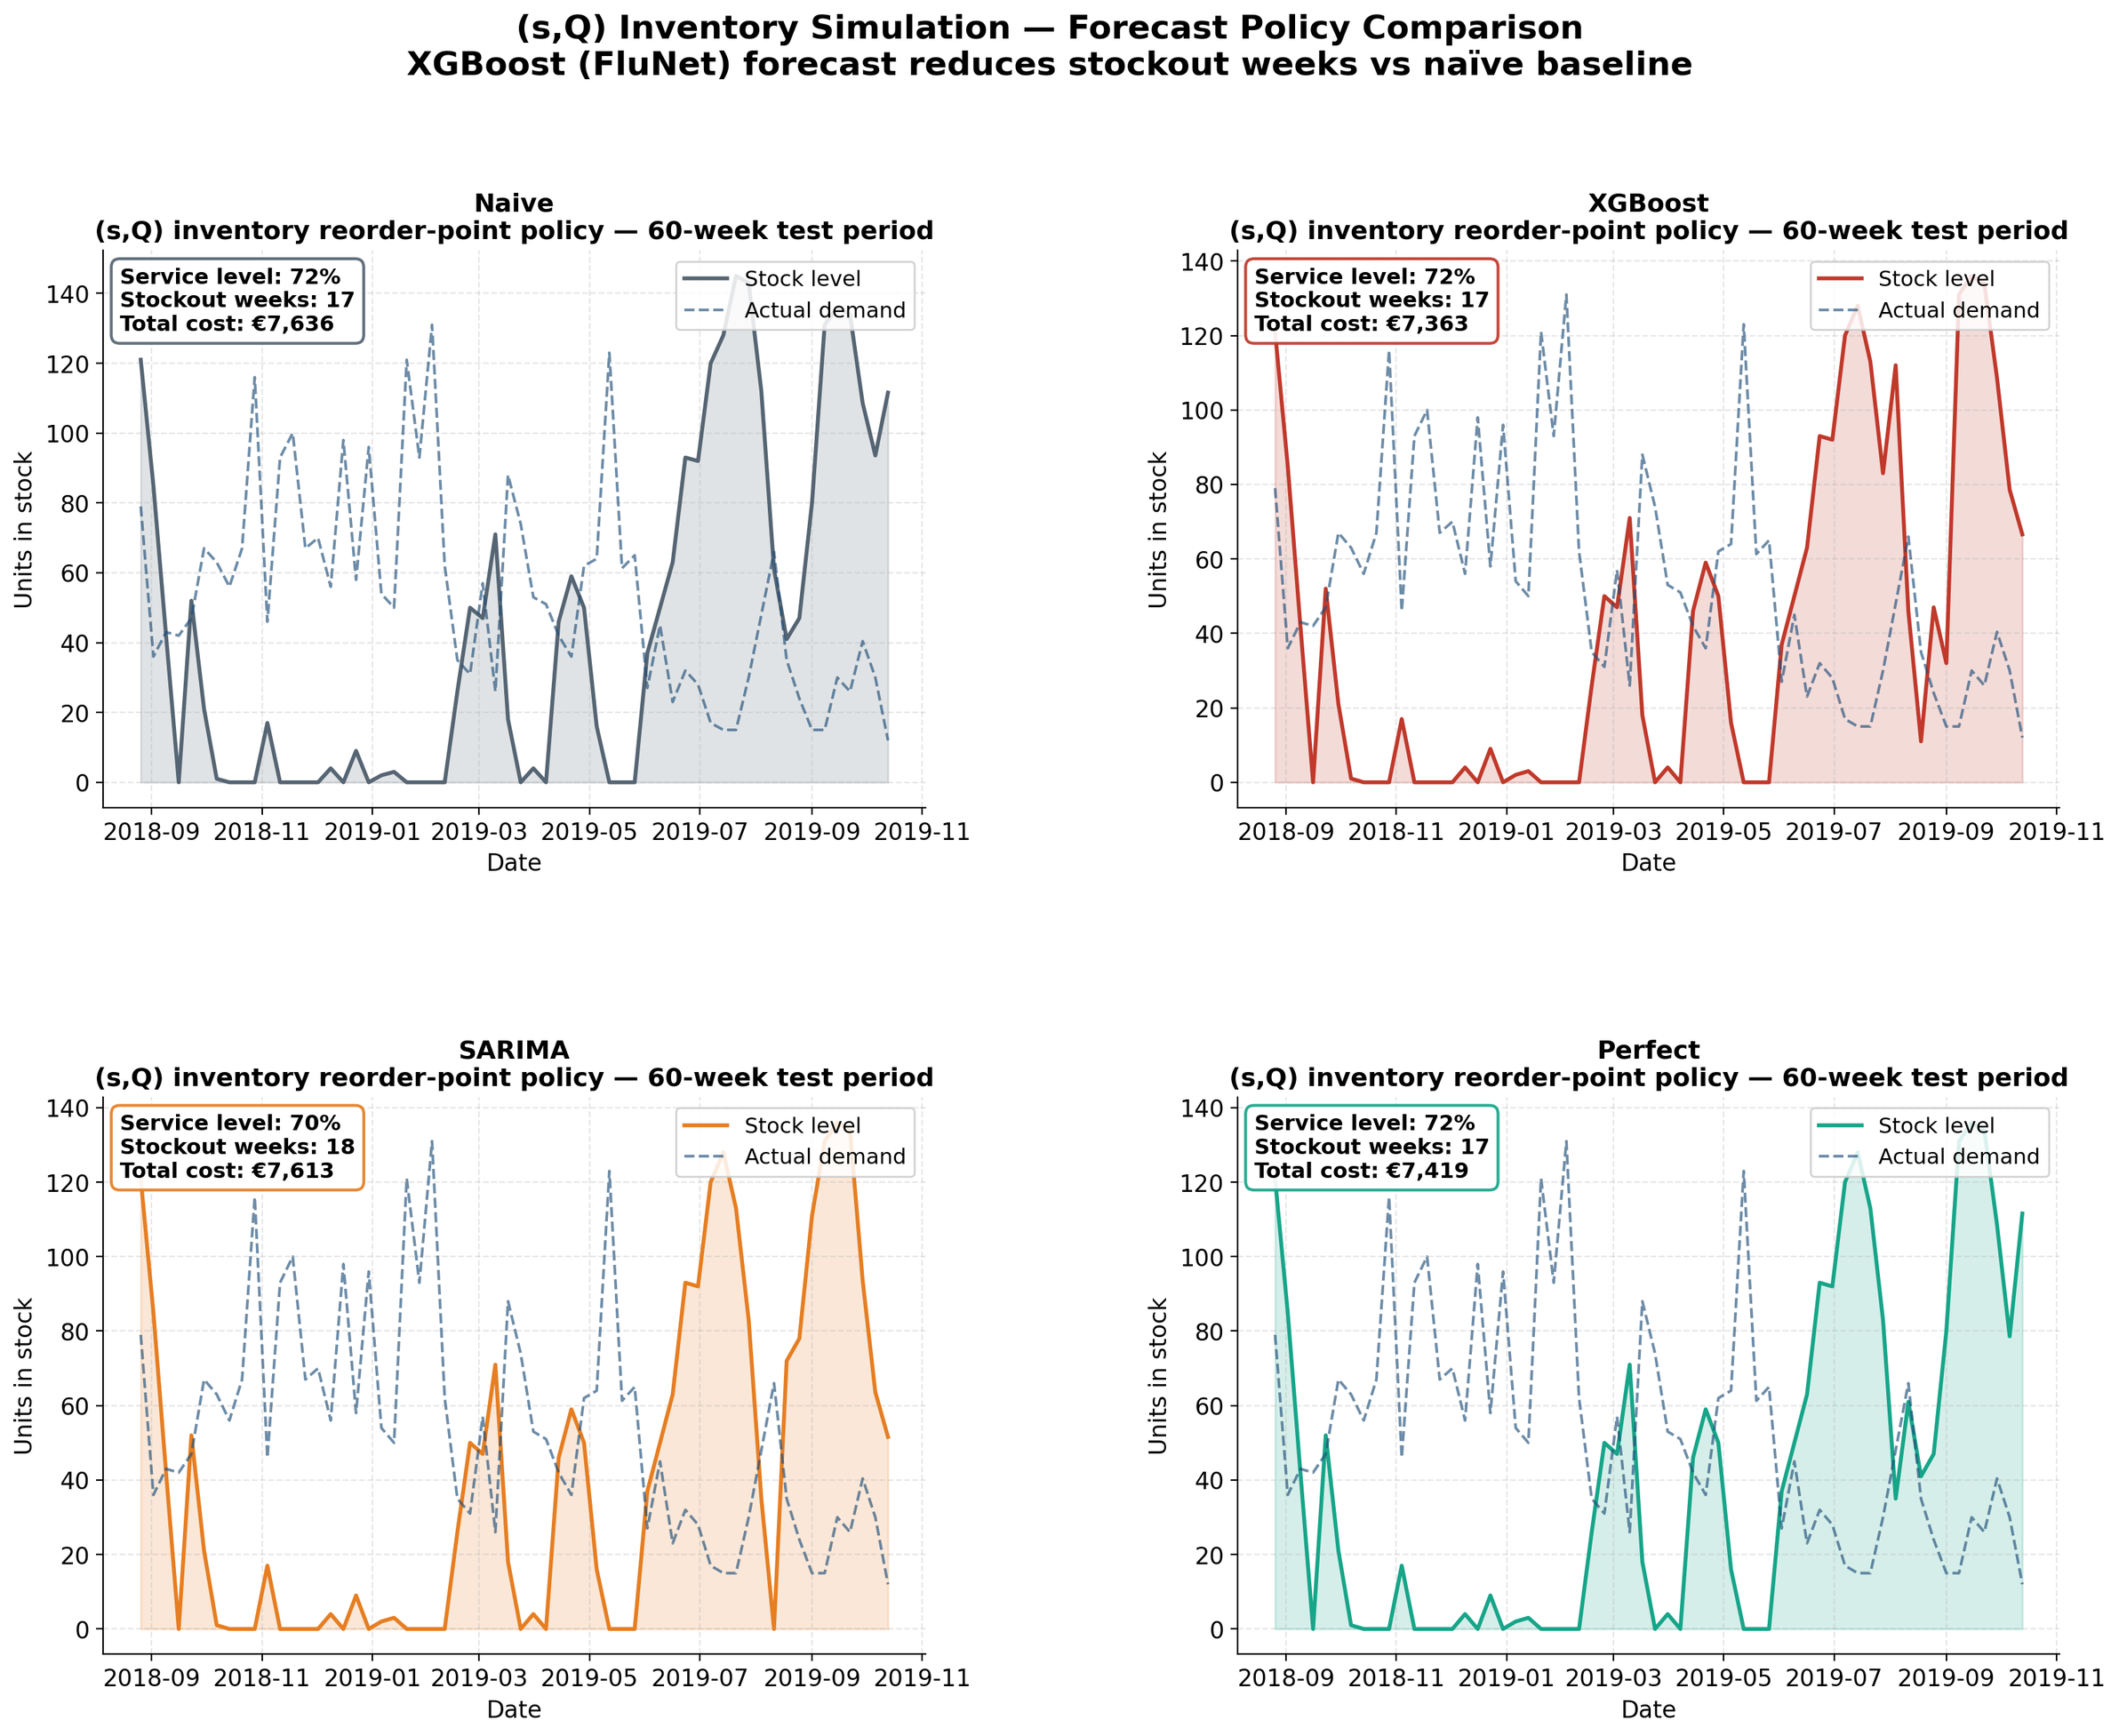 (s,Q) Inventory Simulation — Forecast Policy Comparison
XGBoost (FluNet) forecast reduces stockout weeks vs naïve baseline
Naive
(s,Q) inventory reorder-point policy — 60-week test period
Service level: 72%
Stockout weeks: 17
Total cost: €7,636
Stock level
Actual demand
Units in stock
140
120
100
80
60
40
20
0
2018-09 2018-11 2019-01 2019-03 2019-05 2019-07 2019-09 2019-11
Date
XGBoost
(s,Q) inventory reorder-point policy — 60-week test period
Service level: 72%
Stockout weeks: 17
Total cost: €7,363
Stock level
Actual demand
Units in stock
140
120
100
80
60
40
20
0
2018-09 2018-11 2019-01 2019-03 2019-05 2019-07 2019-09 2019-11
Date
SARIMA
(s,Q) inventory reorder-point policy — 60-week test period
Service level: 70%
Stockout weeks: 18
Total cost: €7,613
Stock level
Actual demand
Units in stock
140
120
100
80
60
40
20
0
2018-09 2018-11 2019-01 2019-03 2019-05 2019-07 2019-09 2019-11
Date
Perfect
(s,Q) inventory reorder-point policy — 60-week test period
Service level: 72%
Stockout weeks: 17
Total cost: €7,419
Stock level
Actual demand
Units in stock
140
120
100
80
60
40
20
0
2018-09 2018-11 2019-01 2019-03 2019-05 2019-07 2019-09 2019-11
Date